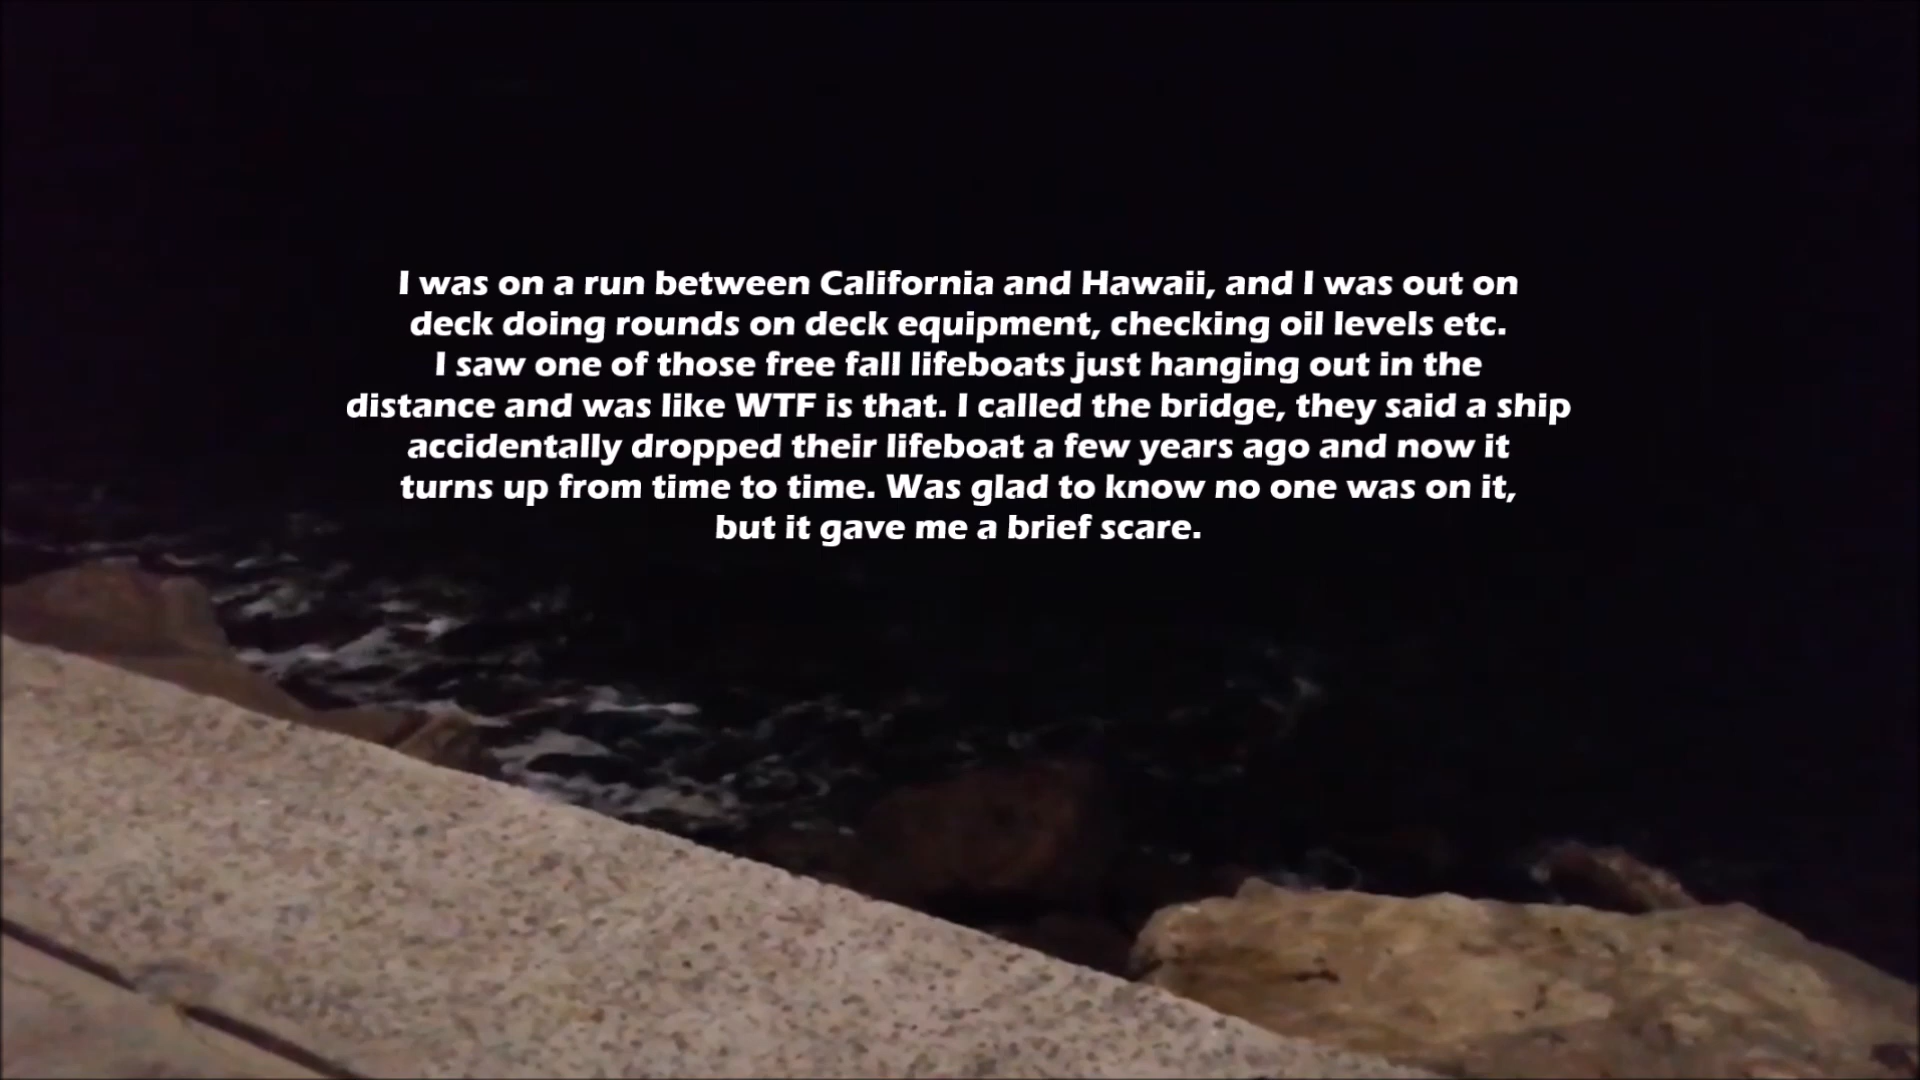 I was on a run between California and Hawaii, and I was out on
deck doing rounds on deck equipment, checking oil levels etc.
I saw one of those free fall lifeboats just hanging out in the
distance and was like WTF is that. I called the bridge, they said a ship
accidentally dropped their lifeboat a few years ago and now it
turns up from time to time. Was glad to know no one was on it,
but it gave me a brief scare.